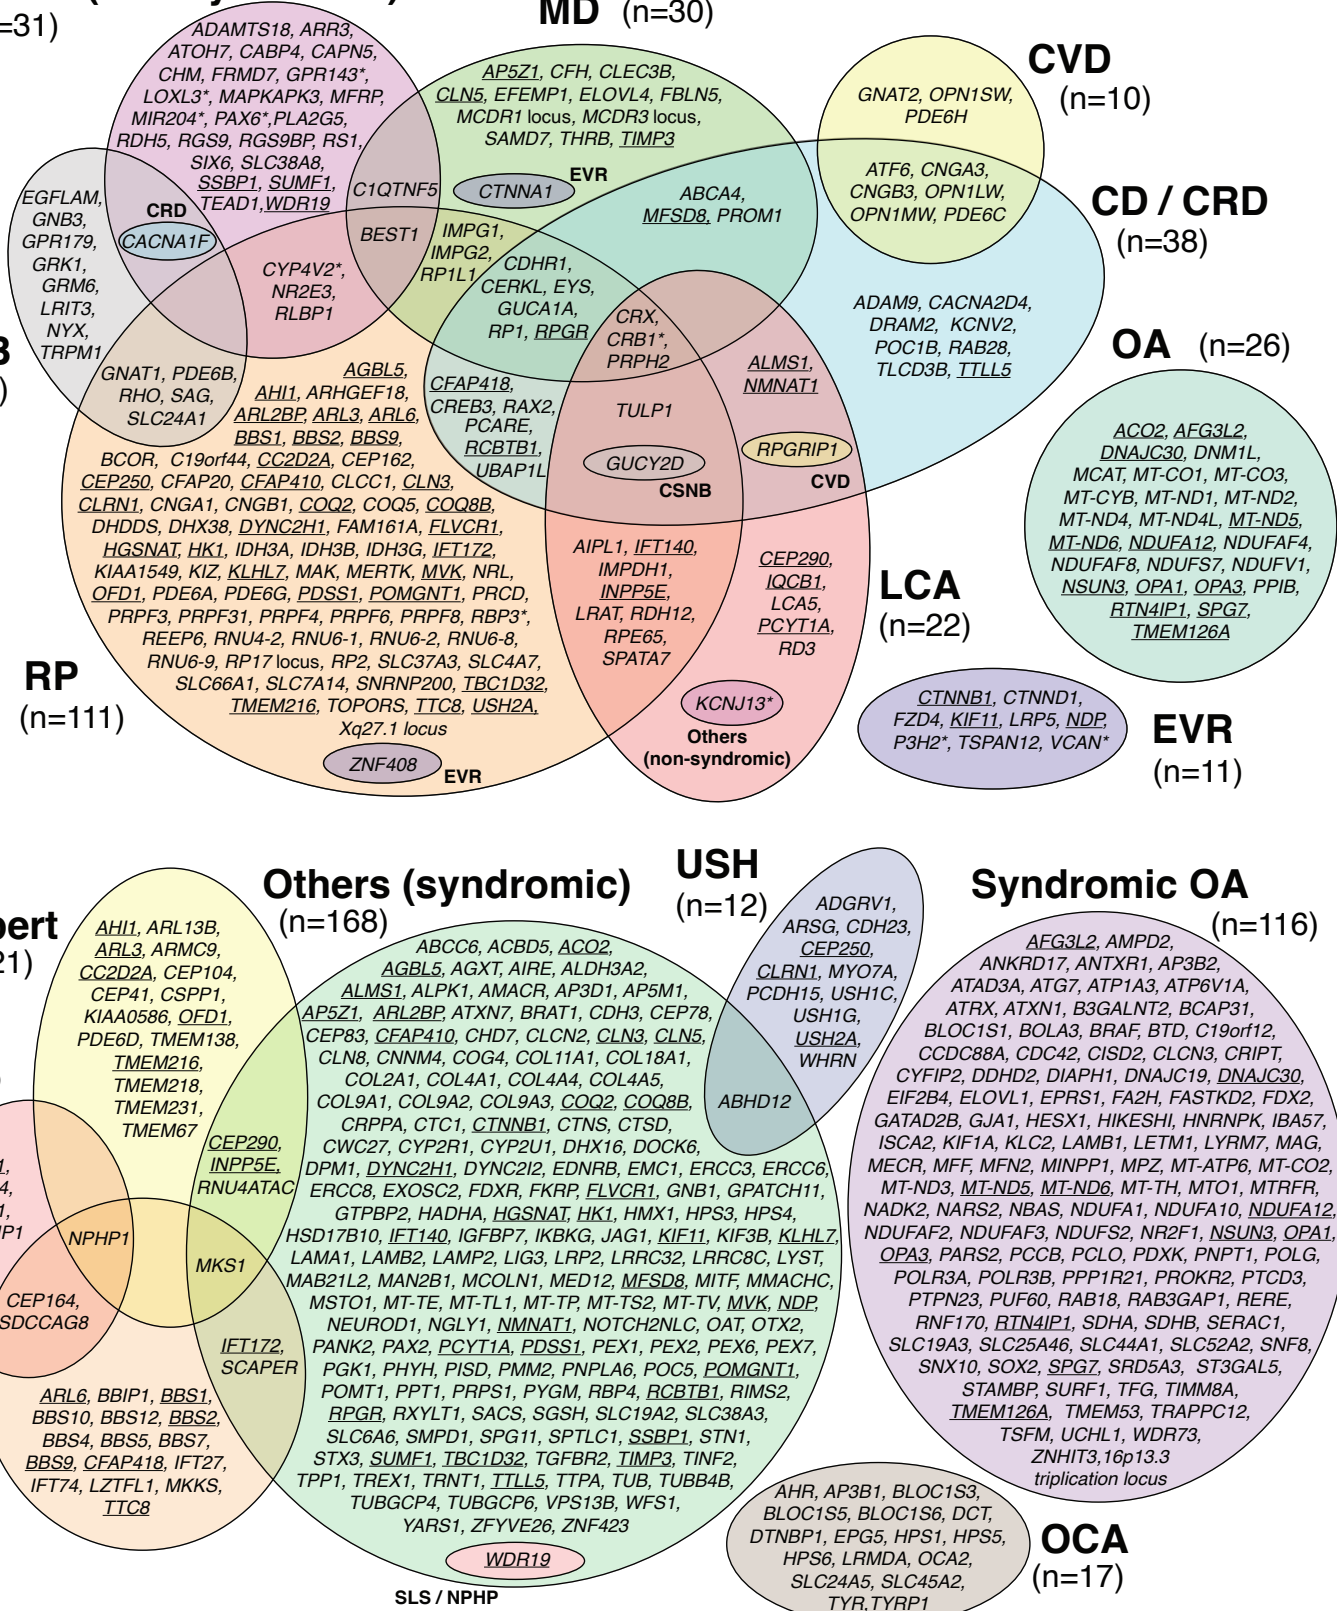 =31)
MD (n=30)
ADAMTS18, ARR3,
ATOH7, CABP4, CAPN5,
CHM, FRMD7, GPR143*,
LOXL3*, MAPKAPK3, MFRP,
MIR204*, PAX6*,PLA2G5,
RDH5, RGS9, RGS9BP, RS1,
SIX6, SLC38A8,
SSBP1, SUMF1,
TEAD1,WDR19
AP5Z1, CFH, CLEC3B,
CLN5, EFEMP1, ELOVL4, FBLN5,
MCDR1 locus, MCDR3 locus,
SAMD7, THRB, TIMP3
EVR
CTNNA1
C1QTNF5
BEST1
IMPG1,
IMPG2,
RP1L1
ABCA4,
MFSD8, PROM1
CVD
(n=10)
GNAT2, OPN1SW,
PDE6H
ATF6, CNGA3,
CNGB3, OPN1LW,
OPN1MW, PDE6C
CD / CRD
(n=38)
ADAM9, CACNA2D4,
DRAM2, KCNV2,
POC1B, RAB28,
TLCD3B, TTLL5
EGFLAM,
GNB3,
GPR179,
GRK1,
GRM6,
LRIT3,
NYX,
TRPM1
CRD
CACNA1F
CYP4V2*,
NR2E3,
RLBP1
CDHR1,
CERKL, EYS,
GUCA1A,
RP1, RPGR
CRX,
CRB1*,
PRPH2
ALMS1,
NMNAT1
GNAT1, PDE6B,
RHO, SAG,
SLC24A1
CFAP418,
CREB3, RAX2,
PCARE,
RCBTB1,
UBAP1L
TULP1
GUCY2D
CSNB
RPGRIP1
CVD
AGBL5,
AHI1, ARHGEF18,
ARL2BP, ARL3, ARL6,
BBS1, BBS2, BBS9,
BCOR, C19orf44, CC2D2A, CEP162,
CEP250, CFAP20, CFAP410, CLCC1, CLN3,
CLRN1, CNGA1, CNGB1, COQ2, COQ5, COQ8B,
DHDDS, DHX38, DYNC2H1, FAM161A, FLVCR1,
HGSNAT, HK1, IDH3A, IDH3B, IDH3G, IFT172,
KIAA1549, KIZ, KLHL7, MAK, MERTK, MVK, NRL,
OFD1, PDE6A, PDE6G, PDSS1, POMGNT1, PRCD,
PRPF3, PRPF31, PRPF4, PRPF6, PRPF8, RBP3*,
REEP6, RNU4-2, RNU6-1, RNU6-2, RNU6-8,
RNU6-9, RP17 locus, RP2, SLC37A3, SLC4A7,
SLC66A1, SLC7A14, SNRNP200, TBC1D32,
TMEM216, TOPORS, TTC8, USH2A,
Xq27.1 locus
ZNF408
EVR
RP
(n=111)
AIPL1, IFT140,
IMPDH1,
INPP5E,
LRAT, RDH12,
RPE65,
SPATA7
CEP290,
IQCB1,
LCA5,
PCYT1A,
RD3
KCNJ13*
Others
(non-syndromic)
LCA
(n=22)
OA (n=26)
ACO2, AFG3L2,
DNAJC30, DNM1L,
MCAT, MT-CO1, MT-CO3,
MT-CYB, MT-ND1, MT-ND2,
MT-ND4, MT-ND4L, MT-ND5,
MT-ND6, NDUFA12, NDUFAF4,
NDUFAF8, NDUFS7, NDUFV1,
NSUN3, OPA1, OPA3, PPIB,
RTN4IP1, SPG7,
TMEM126A
CTNNB1, CTNND1,
FZD4, KIF11, LRP5, NDP,
P3H2*, TSPAN12, VCAN*
EVR
(n=11)
pert
21)
AHI1, ARL13B,
ARL3, ARMC9,
CC2D2A, CEP104,
CEP41, CSPP1,
KIAA0586, OFD1,
PDE6D, TMEM138,
TMEM216,
TMEM218,
TMEM231,
TMEM67
CEP290,
INPP5E,
RNU4ATAC
NPHP1
MKS1
CEP164,
SDCCAG8
IFT172,
SCAPER
ARL6, BBIP1, BBS1,
BBS10, BBS12, BBS2,
BBS4, BBS5, BBS7,
BBS9, CFAP418, IFT27,
IFT74, LZTFL1, MKKS,
TTC8
Others (syndromic)
(n=168)
ABCC6, ACBD5, ACO2,
AGBL5, AGXT, AIRE, ALDH3A2,
ALMS1, ALPK1, AMACR, AP3D1, AP5M1,
AP5Z1, ARL2BP, ATXN7, BRAT1, CDH3, CEP78,
CEP83, CFAP410, CHD7, CLCN2, CLN3, CLN5,
CLN8, CNNM4, COG4, COL11A1, COL18A1,
COL2A1, COL4A1, COL4A4, COL4A5,
COL9A1, COL9A2, COL9A3, COQ2, COQ8B,
CRPPA, CTC1, CTNNB1, CTNS, CTSD,
CWC27, CYP2R1, CYP2U1, DHX16, DOCK6,
DPM1, DYNC2H1, DYNC2I2, EDNRB, EMC1, ERCC3, ERCC6,
ERCC8, EXOSC2, FDXR, FKRP, FLVCR1, GNB1, GPATCH11,
GTPBP2, HADHA, HGSNAT, HK1, HMX1, HPS3, HPS4,
HSD17B10, IFT140, IGFBP7, IKBKG, JAG1, KIF11, KIF3B, KLHL7,
LAMA1, LAMB2, LAMP2, LIG3, LRP2, LRRC32, LRRC8C, LYST,
MAB21L2, MAN2B1, MCOLN1, MED12, MFSD8, MITF, MMACHC,
MSTO1, MT-TE, MT-TL1, MT-TP, MT-TS2, MT-TV, MVK, NDP,
NEUROD1, NGLY1, NMNAT1, NOTCH2NLC, OAT, OTX2,
PANK2, PAX2, PCYT1A, PDSS1, PEX1, PEX2, PEX6, PEX7,
PGK1, PHYH, PISD, PMM2, PNPLA6, POC5, POMGNT1,
POMT1, PPT1, PRPS1, PYGM, RBP4, RCBTB1, RIMS2,
RPGR, RXYLT1, SACS, SGSH, SLC19A2, SLC38A3,
SLC6A6, SMPD1, SPG11, SPTLC1, SSBP1, STN1,
STX3, SUMF1, TBC1D32, TGFBR2, TIMP3, TINF2,
TPP1, TREX1, TRNT1, TTLL5, TTPA, TUB, TUBB4B,
TUBGCP4, TUBGCP6, VPS13B, WFS1,
YARS1, ZFYVE26, ZNF423
WDR19
SLS / NPHP
USH
(n=12)
ADGRV1,
ARSG, CDH23,
CEP250,
CLRN1, MYO7A,
PCDH15, USH1C,
USH1G,
USH2A,
WHRN
ABHD12
Syndromic OA
(n=116)
AFG3L2, AMPD2,
ANKRD17, ANTXR1, AP3B2,
ATAD3A, ATG7, ATP1A3, ATP6V1A,
ATRX, ATXN1, B3GALNT2, BCAP31,
BLOC1S1, BOLA3, BRAF, BTD, C19orf12,
CCDC88A, CDC42, CISD2, CLCN3, CRIPT,
CYFIP2, DDHD2, DIAPH1, DNAJC19, DNAJC30,
EIF2B4, ELOVL1, EPRS1, FA2H, FASTKD2, FDX2,
GATAD2B, GJA1, HESX1, HIKESHI, HNRNPK, IBA57,
ISCA2, KIF1A, KLC2, LAMB1, LETM1, LYRM7, MAG,
MECR, MFF, MFN2, MINPP1, MPZ, MT-ATP6, MT-CO2,
MT-ND3, MT-ND5, MT-ND6, MT-TH, MTO1, MTRFR,
NADK2, NARS2, NBAS, NDUFA1, NDUFA10, NDUFA12,
NDUFAF2, NDUFAF3, NDUFS2, NR2F1, NSUN3, OPA1,
OPA3, PARS2, PCCB, PCLO, PDXK, PNPT1, POLG,
POLR3A, POLR3B, PPP1R21, PROKR2, PTCD3,
PTPN23, PUF60, RAB18, RAB3GAP1, RERE,
RNF170, RTN4IP1, SDHA, SDHB, SERAC1,
SLC19A3, SLC25A46, SLC44A1, SLC52A2, SNF8,
SNX10, SOX2, SPG7, SRD5A3, ST3GAL5,
STAMBP, SURF1, TFG, TIMM8A,
TMEM126A, TMEM53, TRAPPC12,
TSFM, UCHL1, WDR73,
ZNHIT3,16p13.3
triplication locus
AHR, AP3B1, BLOC1S3,
BLOC1S5, BLOC1S6, DCT,
DTNBP1, EPG5, HPS1, HPS5,
HPS6, LRMDA, OCA2,
SLC24A5, SLC45A2,
TYR,TYRP1
OCA
(n=17)